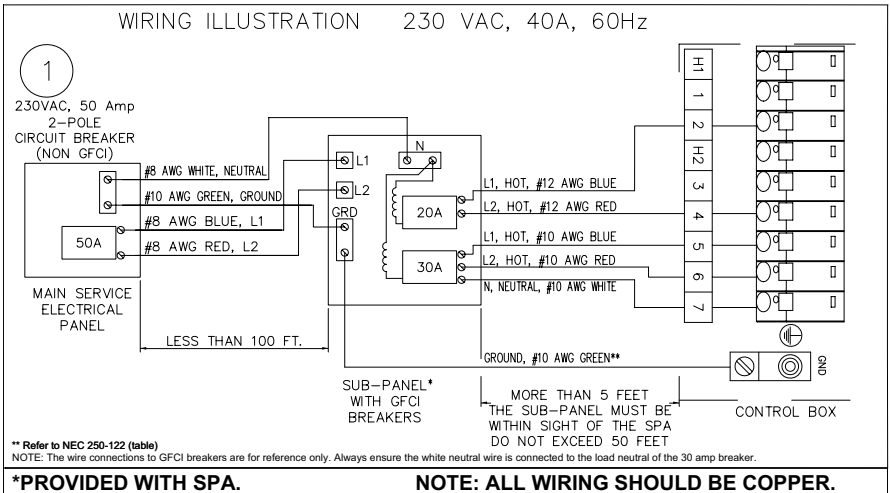 WIRING ILLUSTRATION 230 VAC, 40A, 60Hz
1
230VAC, 50 Amp
2-POLE
CIRCUIT BREAKER
(NON GFCI)
#8 AWG WHITE, NEUTRAL
#10 AWG GREEN, GROUND
#8 AWG BLUE, L1
#8 AWG RED, L2
50A
MAIN SERVICE
ELECTRICAL
PANEL
LESS THAN 100 FT.
N
L1
L2
GRD
20A
30A
SUB-PANEL*
WITH GFCI
BREAKERS
L1, HOT, #12 AWG BLUE
L2, HOT, #12 AWG RED
L1, HOT, #10 AWG BLUE
L2, HOT, #10 AWG RED
N, NEUTRAL, #10 AWG WHITE
GROUND, #10 AWG GREEN**
MORE THAN 5 FEET
THE SUB-PANEL MUST BE
WITHIN SIGHT OF THE SPA
DO NOT EXCEED 50 FEET
H1
1
2
H2
3
4
5
6
7
GND
CONTROL BOX
** Refer to NEC 250-122 (table)
NOTE: The wire connections to GFCI breakers are for reference only. Always ensure the white neutral wire is connected to the load neutral of the 30 amp breaker.
*PROVIDED WITH SPA. NOTE: ALL WIRING SHOULD BE COPPER.